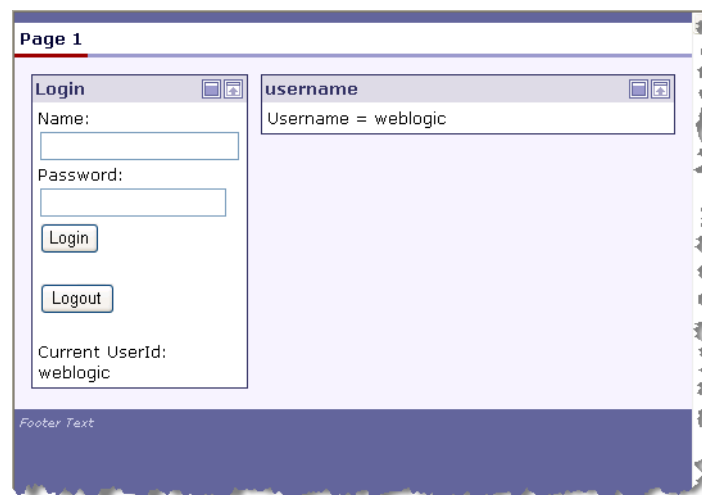 Page 1
Login
Name:
Password:
Login
Logout
Current UserId:
weblogic
username
Username = weblogic
Footer Text